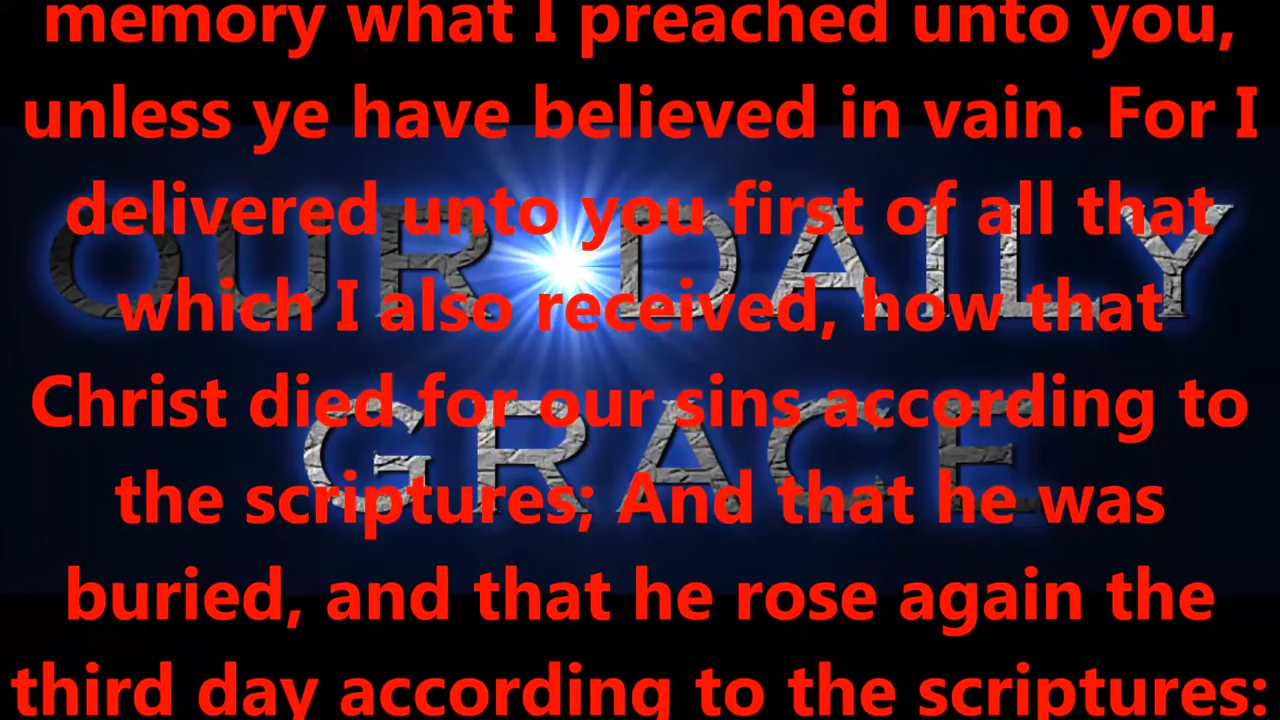 memory what I preached unto you,
unless ye have believed in vain. For I
delivered unto you first of all that
OUR DAILY
which I also received, how that
Christ died for our sins according to
GRACE
the scriptures; And that he was
buried, and that he rose again the
third day according to the scriptures: